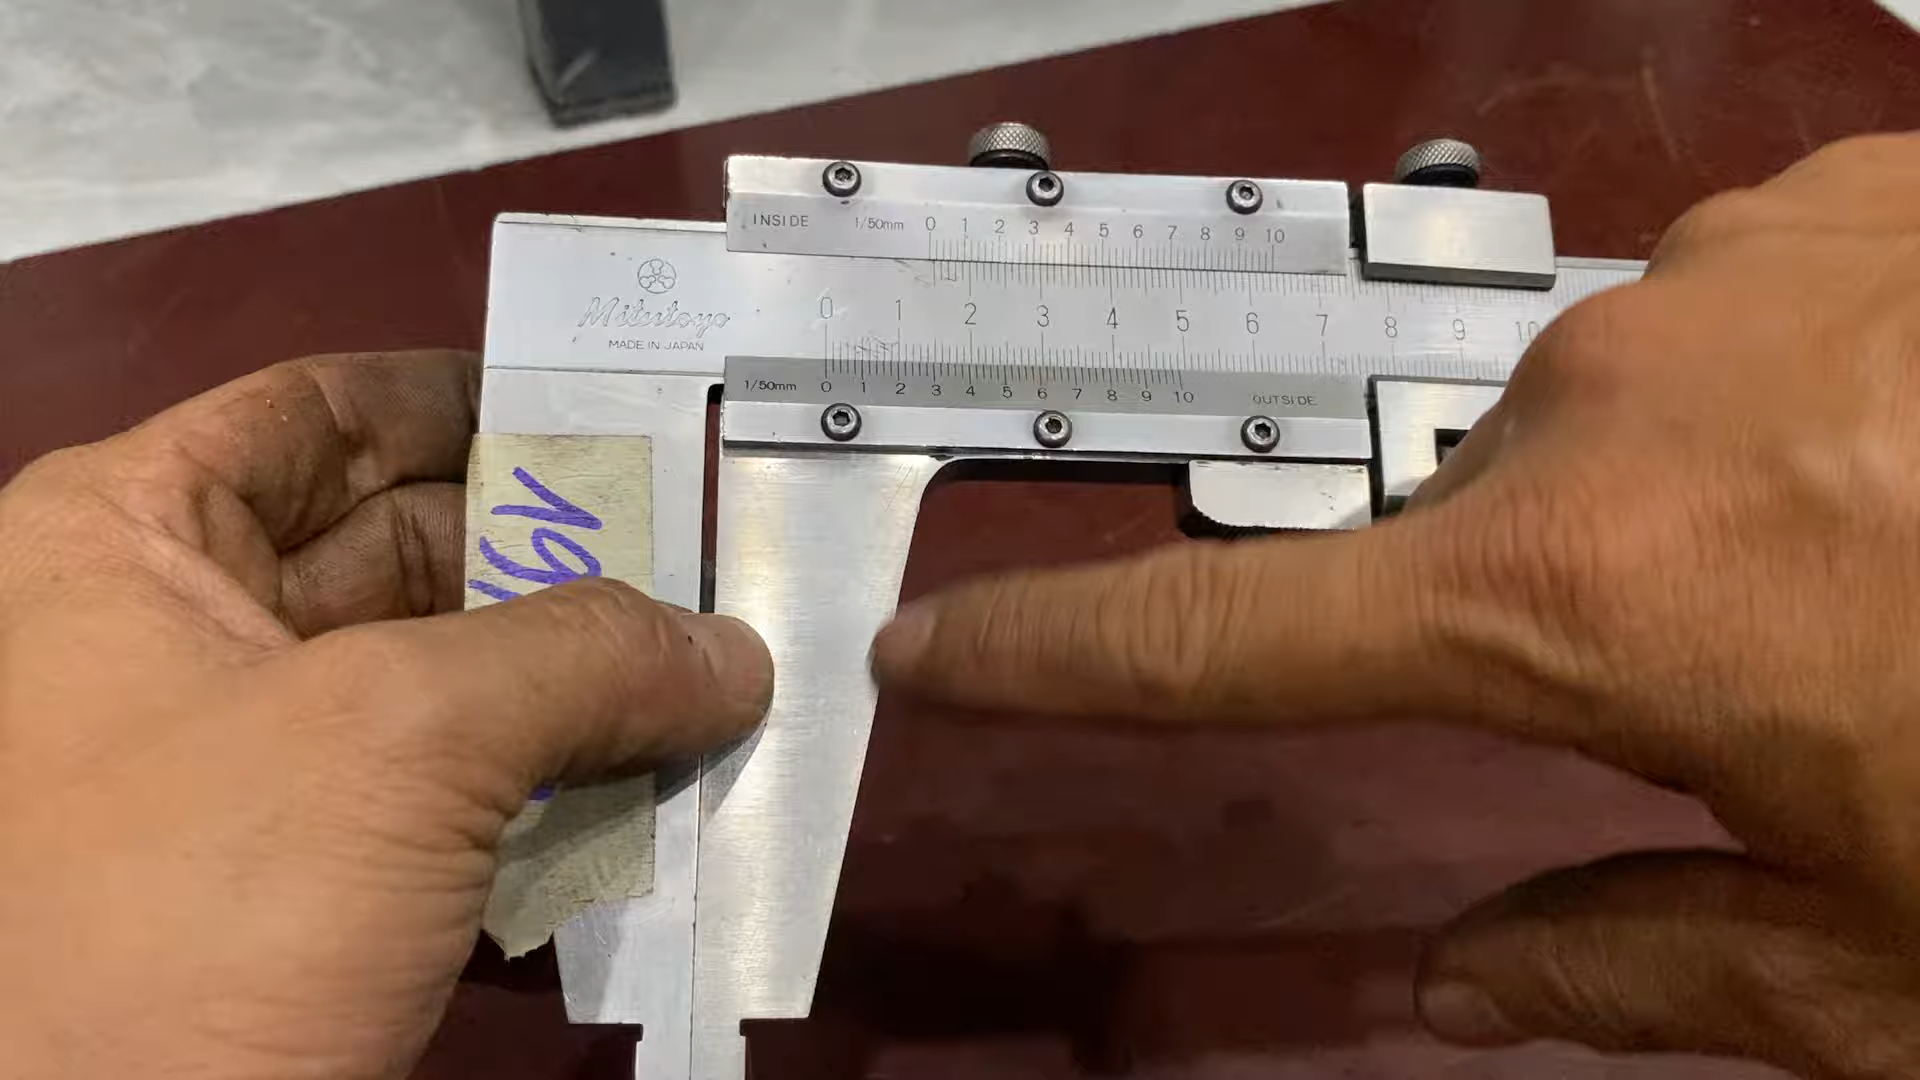 INSIDE 1/50mm 0 1 2 3 4 5 6 7 8 9 10
Mitutoyo
MADE IN JAPAN
0 1 2 3 4 5 6 7 8 9 10
1/50mm 0 1 2 3 4 5 6 7 8 9 10 OUTSIDE